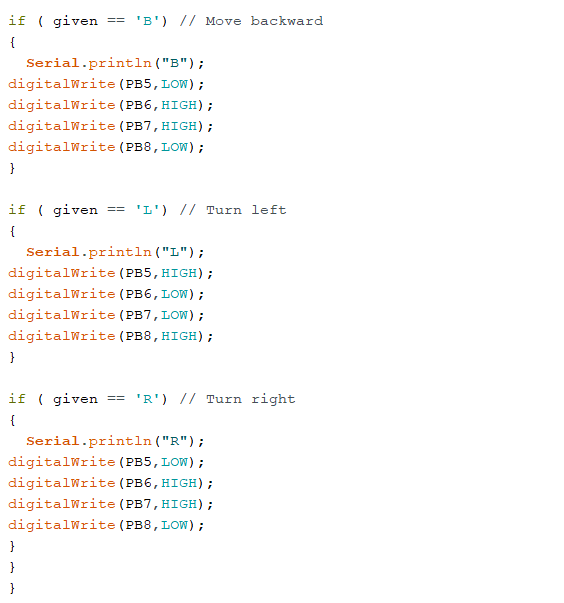 if ( given == 'B') // Move backward
{
  Serial.println("B");
digitalWrite(PB5,LOW);
digitalWrite(PB6,HIGH);
digitalWrite(PB7,HIGH);
digitalWrite(PB8,LOW);
}

if ( given == 'L') // Turn left
{
  Serial.println("L");
digitalWrite(PB5,HIGH);
digitalWrite(PB6,LOW);
digitalWrite(PB7,LOW);
digitalWrite(PB8,HIGH);
}

if ( given == 'R') // Turn right
{
  Serial.println("R");
digitalWrite(PB5,LOW);
digitalWrite(PB6,HIGH);
digitalWrite(PB7,HIGH);
digitalWrite(PB8,LOW);
}
}
}